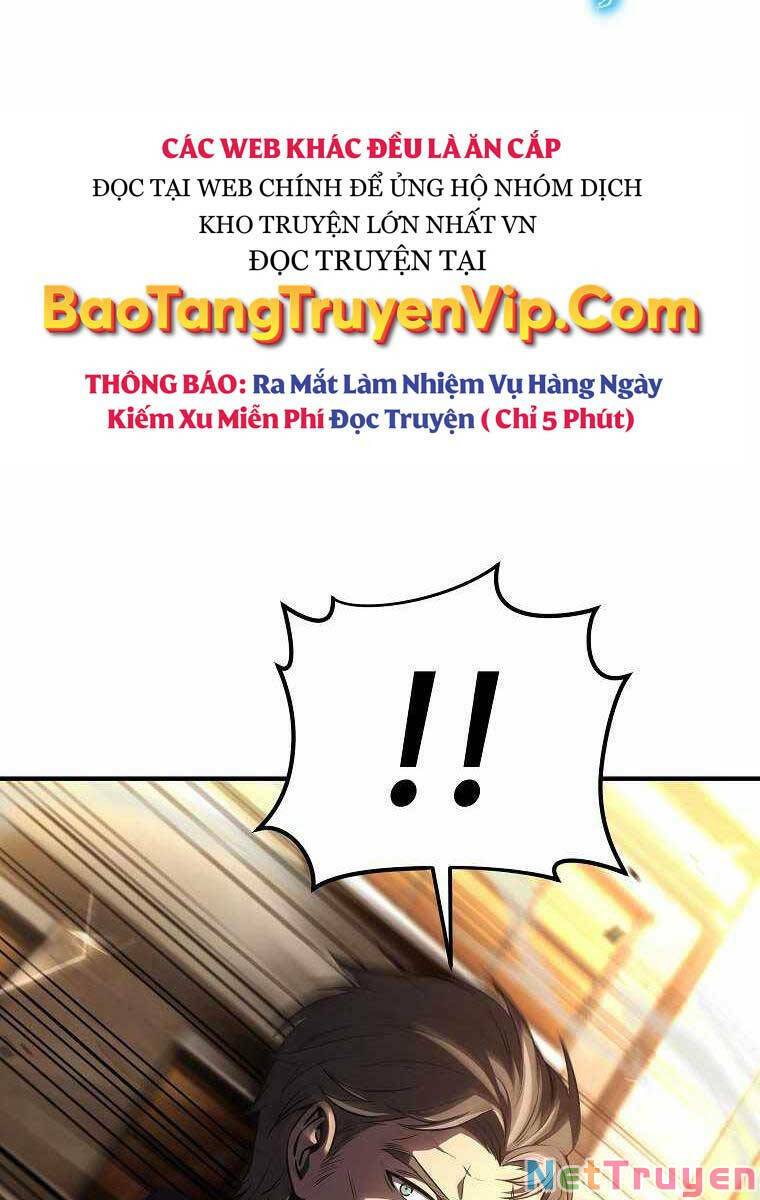 CÁC WEB KHÁC ĐỀU LÀ ĂN CẮP
ĐỌC TẠI WEB CHÍNH ĐỂ ỦNG HỘ NHÓM DỊCH
KHO TRUYỆN LỚN NHẤT VN
ĐỌC TRUYỆN TẠI
BaoTangTruyenVip.Com
THÔNG BÁO: Ra Mắt Làm Nhiệm Vụ Hàng Ngày
Kiếm Xu Miễn Phí Đọc Truyện ( Chỉ 5 Phút)
!!
NetTruyen